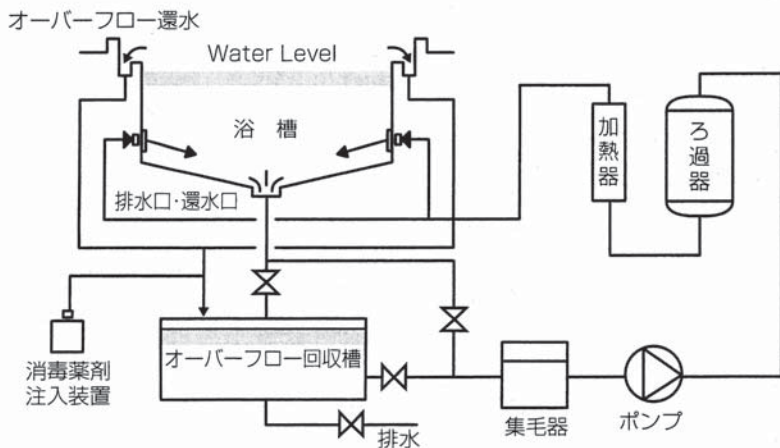 オーバーフロー還水
Water Level
浴 槽
加熱器
ろ過器
排水口・還水口
消毒薬剤
注入装置
オーバーフロー回収槽
排水
集毛器
ポンプ